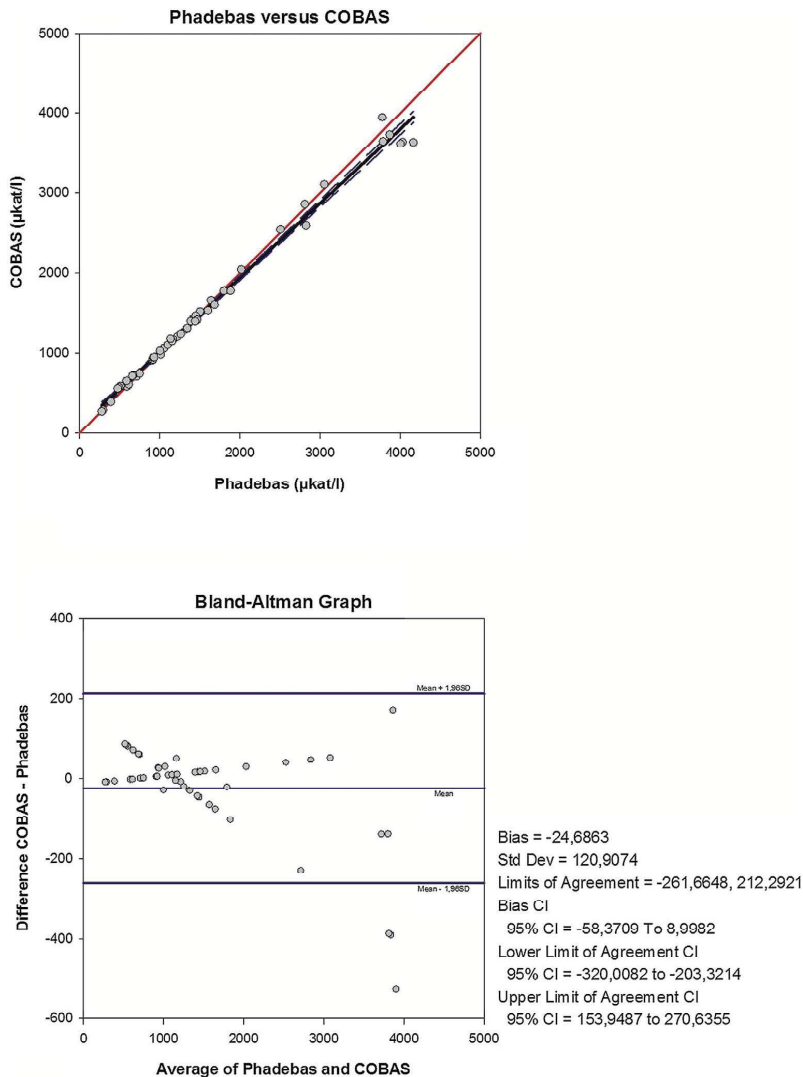 Phadebas versus COBAS
5000
4000
3000
2000
1000
0
COBAS (µkat/l)
0 1000 2000 3000 4000 5000
Phadebas (µkat/l)
Bland-Altman Graph
400
200
0
-200
-400
-600
Difference COBAS - Phadebas
Mean + 1,96SD
Mean
Mean - 1,96SD
0 1000 2000 3000 4000 5000
Average of Phadebas and COBAS
Bias = -24,6863
Std Dev = 120,9074
Limits of Agreement = -261,6648, 212,2921
Bias CI
95% CI = -58,3709 To 8,9982
Lower Limit of Agreement CI
95% CI = -320,0082 to -203,3214
Upper Limit of Agreement CI
95% CI = 153,9487 to 270,6355